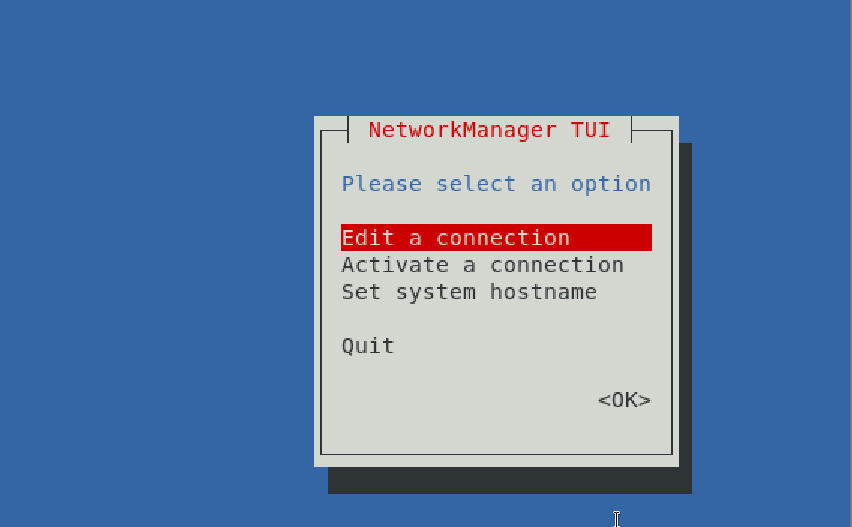 NetworkManager TUI
Please select an option
Edit a connection
Activate a connection
Set system hostname
Quit
<OK>